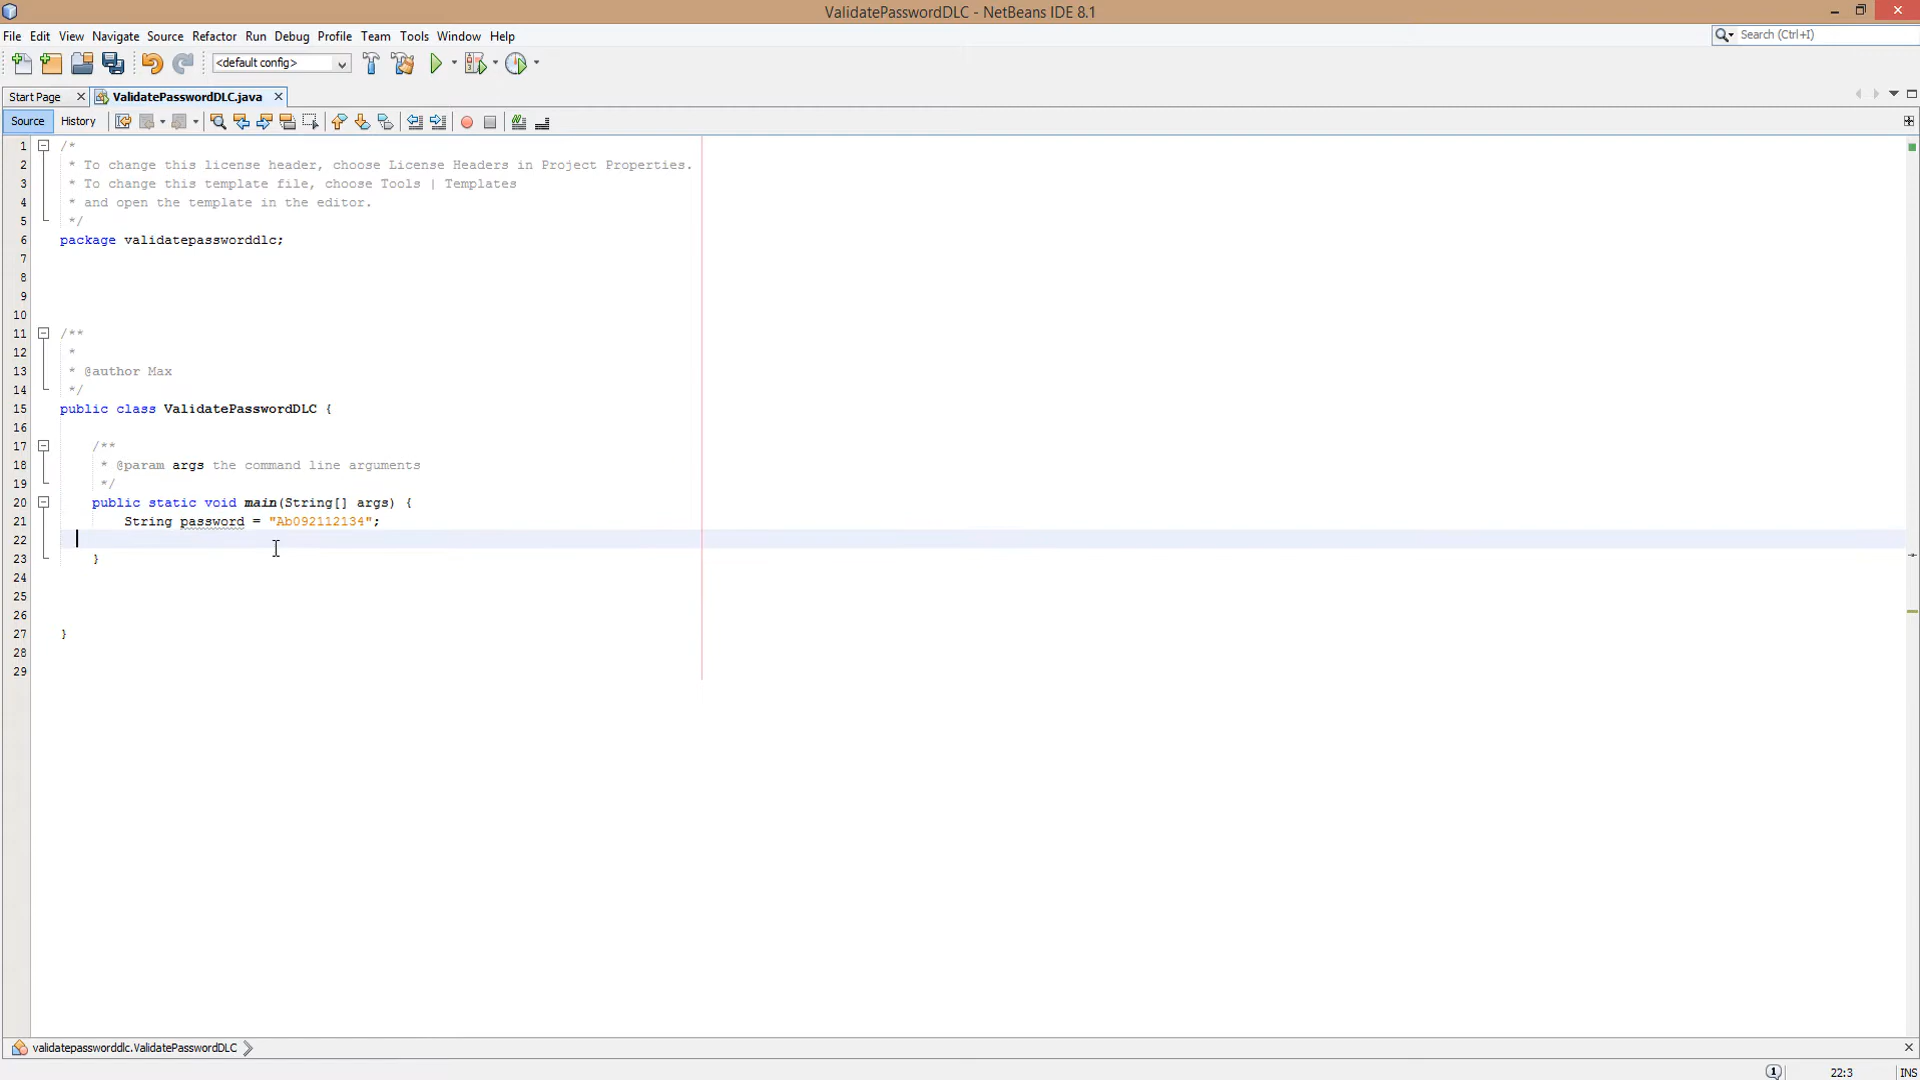 ValidatePasswordDLC - NetBeans IDE 8.1
File Edit View Navigate Source Refactor Run Debug Profile Team Tools Window Help
Search (Ctrl+I)
<default config>
Start Page
ValidatePasswordDLC.java
Source History
1 /*
2 * To change this license header, choose License Headers in Project Properties.
3 * To change this template file, choose Tools | Templates
4 * and open the template in the editor.
5 */
6 package validatepassworddlc;
7
8
9
10
11 /**
12 *
13 * @author Max
14 */
15 public class ValidatePasswordDLC {
16
17 /**
18 * @param args the command line arguments
19 */
20 public static void main(String[] args) {
21 String password = "Ab092112134";
22
23 }
24
25
26
27 }
28
29
validatepassworddlc.ValidatePasswordDLC
1
22:3
INS